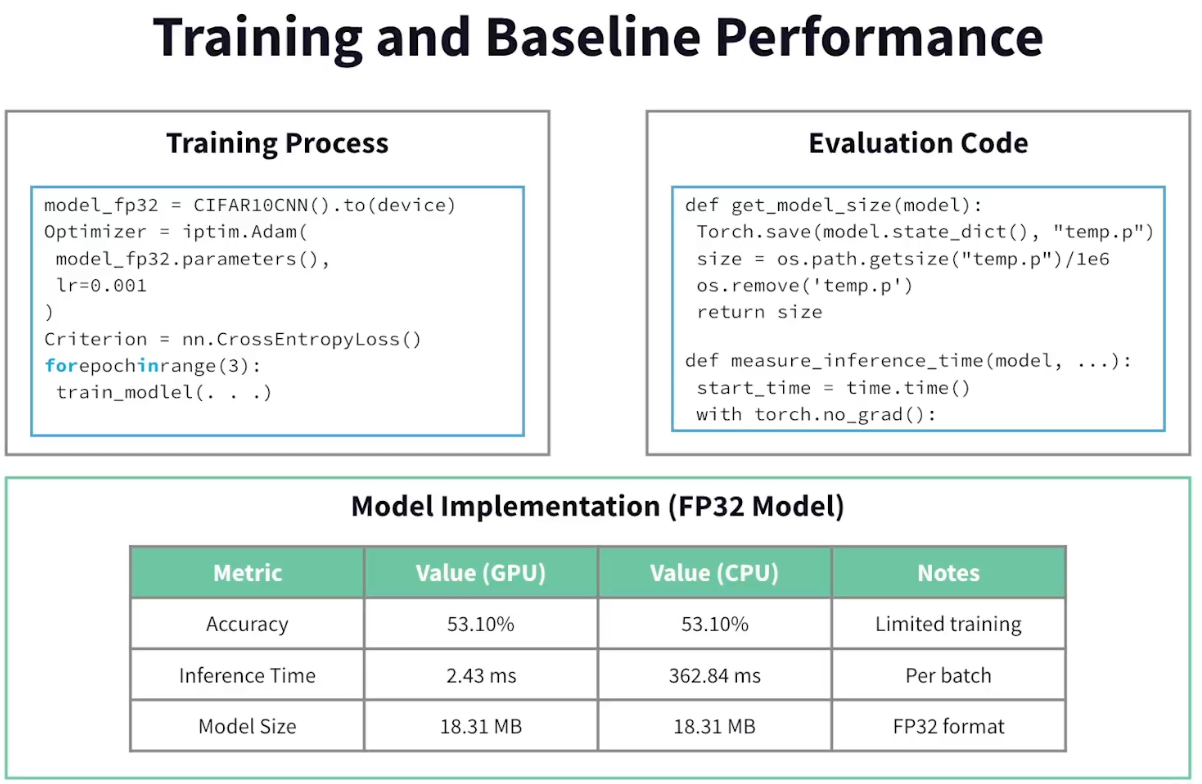 Training and Baseline Performance
Training Process
model_fp32 = CIFAR10CNN().to(device)
Optimizer = iptim.Adam(
model_fp32.parameters(),
lr=0.001
)
Criterion = nn.CrossEntropyLoss()
forepochinrange(3):
train_modlel(. . .)
Evaluation Code
def get_model_size(model):
Torch.save(model.state_dict(), "temp.p")
size = os.path.getsize("temp.p")/1e6
os.remove('temp.p')
return size
def measure_inference_time(model, ...):
start_time = time.time()
with torch.no_grad():
Model Implementation (FP32 Model)
Metric Value (GPU) Value (CPU) Notes
Accuracy 53.10% 53.10% Limited training
Inference Time 2.43 ms 362.84 ms Per batch
Model Size 18.31 MB 18.31 MB FP32 format